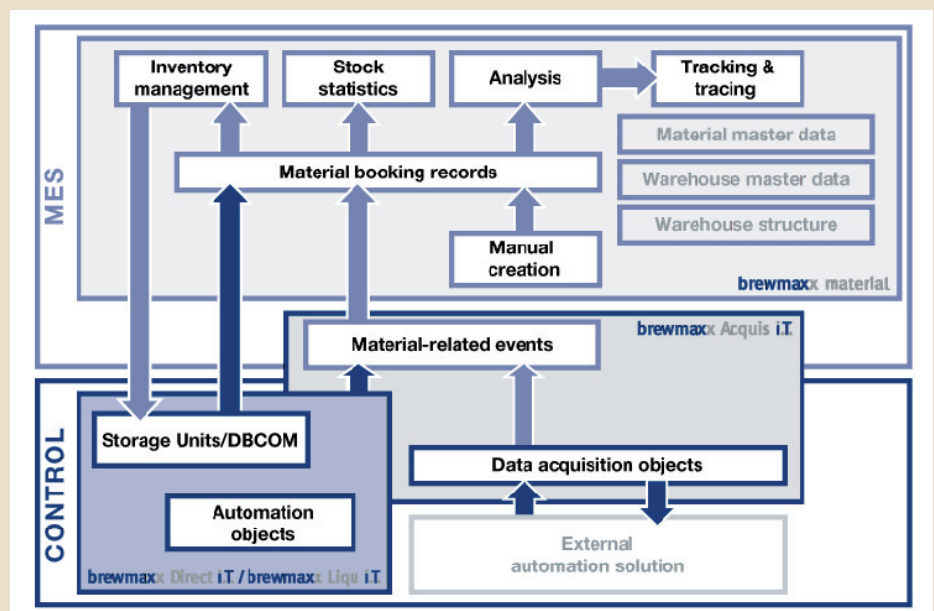 MES
Inventory
management
Stock
statistics
Analysis
Tracking &
tracing
Material master data
Material booking records
Warehouse master data
Warehouse structure
Manual
creation
brewmaxx material
brewmaxx Acquis i.T.
Material-related events
CONTROL
Storage Units/DBCOM
Data acquisition objects
Automation
objects
External
automation solution
brewmaxx Direct i.T. / brewmaxx Liqu i.T.